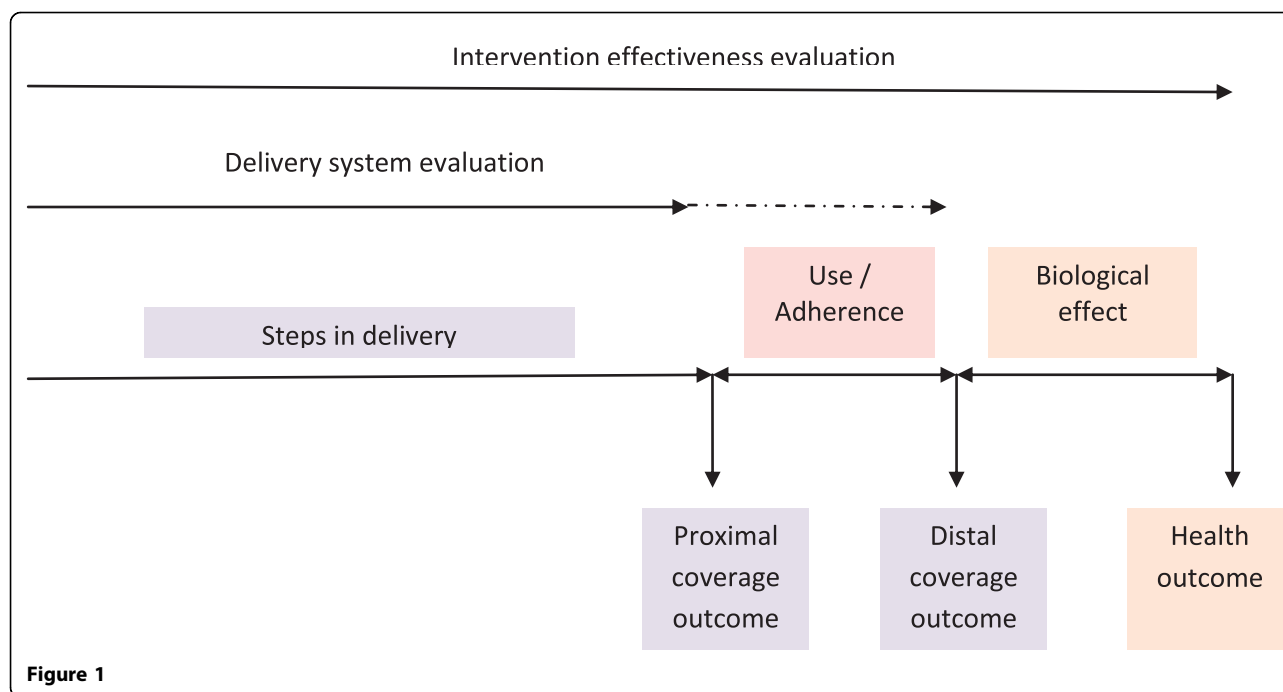 Intervention effectiveness evaluation
Delivery system evaluation
Use /
Adherence
Biological
effect
Steps in delivery
Proximal
coverage
outcome
Distal
coverage
outcome
Health
outcome
Figure 1